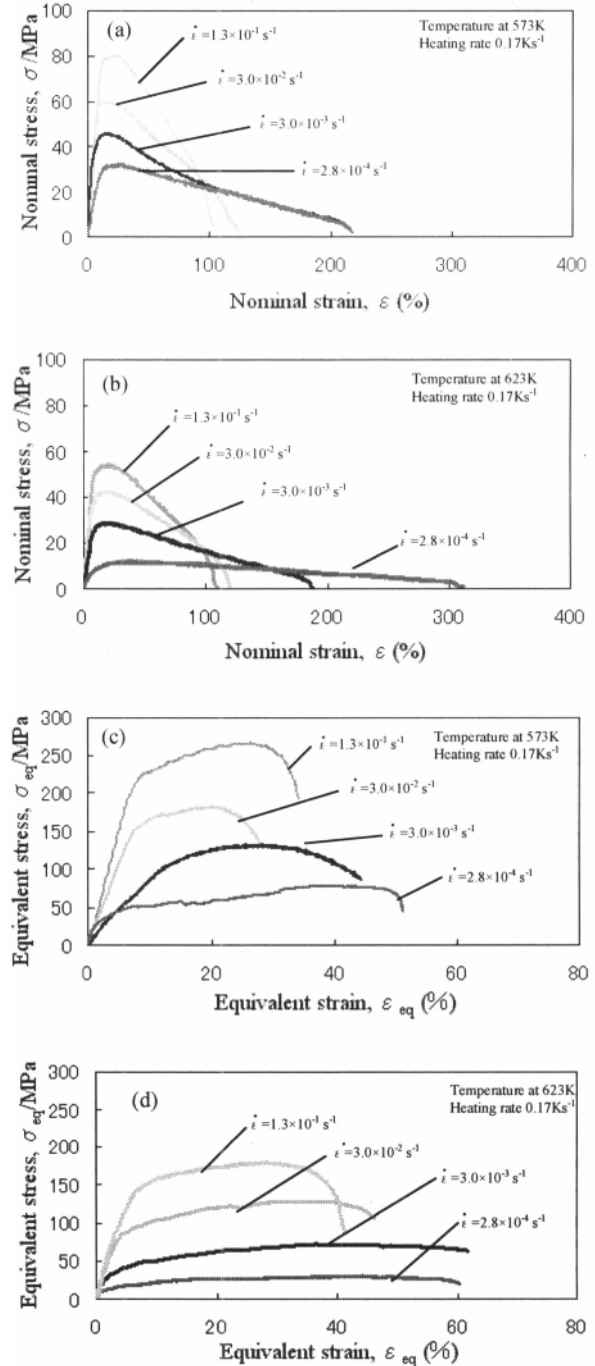 (a)
Temperature at 573K
Heating rate 0.17Ks⁻¹
ε̇ =1.3×10⁻¹ s⁻¹
ε̇ =3.0×10⁻² s⁻¹
ε̇ =3.0×10⁻³ s⁻¹
ε̇ =2.8×10⁻⁴ s⁻¹
Nominal stress, σ/MPa
100
80
60
40
20
0
0 100 200 300 400
Nominal strain, ε (%)
(b)
Temperature at 623K
Heating rate 0.17Ks⁻¹
ε̇ =1.3×10⁻¹ s⁻¹
ε̇ =3.0×10⁻² s⁻¹
ε̇ =3.0×10⁻³ s⁻¹
ε̇ =2.8×10⁻⁴ s⁻¹
Nominal stress, σ/MPa
100
80
60
40
20
0
0 100 200 300 400
Nominal strain, ε (%)
(c)
Temperature at 573K
Heating rate 0.17Ks⁻¹
ε̇ =1.3×10⁻¹ s⁻¹
ε̇ =3.0×10⁻² s⁻¹
ε̇ =3.0×10⁻³ s⁻¹
ε̇ =2.8×10⁻⁴ s⁻¹
Equivalent stress, σeq/MPa
300
250
200
150
100
50
0
0 20 40 60 80
Equivalent strain, εeq (%)
(d)
Temperature at 623K
Heating rate 0.17Ks⁻¹
ε̇ =1.3×10⁻¹ s⁻¹
ε̇ =3.0×10⁻² s⁻¹
ε̇ =3.0×10⁻³ s⁻¹
ε̇ =2.8×10⁻⁴ s⁻¹
Equivalent stress, σeq/MPa
300
250
200
150
100
50
0
0 20 40 60 80
Equivalent strain, εeq (%)